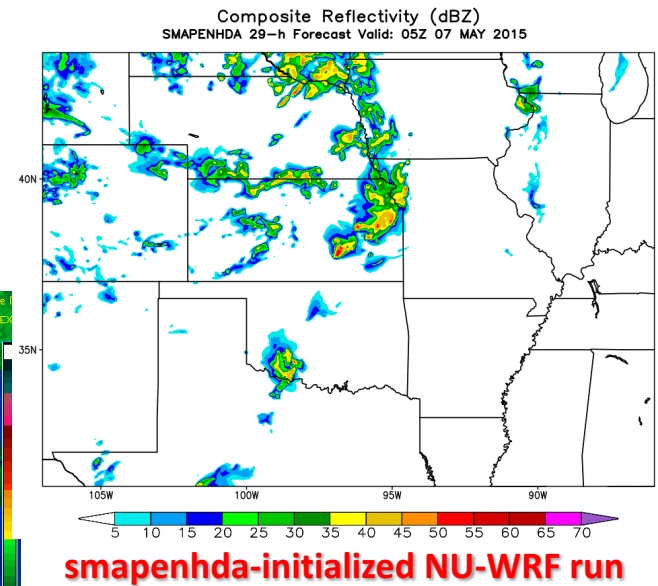 Composite Reflectivity (dBZ)
SMAPENHDA 29-h Forecast Valid: 05Z 07 MAY 2015
40N
35N
105W 100W 95W 90W
5 10 15 20 25 30 35 40 45 50 55 60 65 70
smapenhda-initialized NU-WRF run